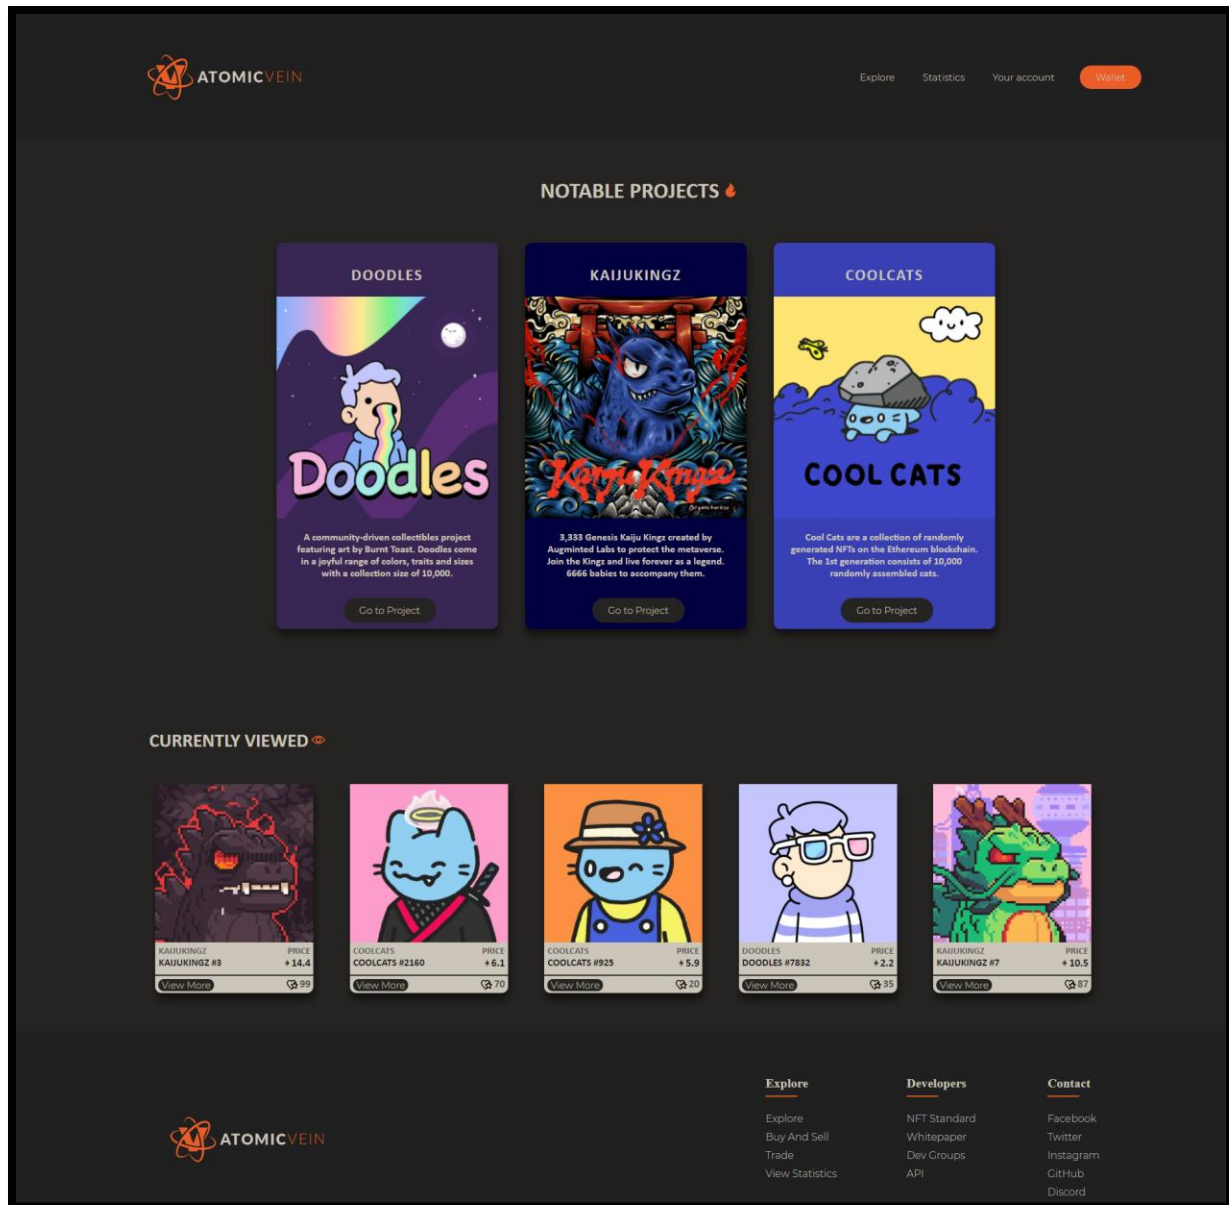 ATOMICVEIN
Explore Statistics Your account Wallet
NOTABLE PROJECTS
DOODLES
Doodles
A community-driven collectibles project
featuring art by Burnt Toast. Doodles come
in a joyful range of colors, traits and sizes
with a collection size of 10,000.
Go to Project
KAIJUKINGZ
Kaiju Kingz
3,333 Genesis Kaiju Kingz created by
Augminted Labs to protect the metaverse.
Join the Kingz and live forever as a legend.
6666 babies to accompany them.
Go to Project
COOLCATS
COOL CATS
Cool Cats are a collection of randomly
generated NFTs on the Ethereum blockchain.
The 1st generation consists of 10,000
randomly assembled cats.
Go to Project
CURRENTLY VIEWED
KAIJUKINGZ PRICE
KAIJUKINGZ #3 14.4
View More 99
COOLCATS PRICE
COOLCATS #2160 6.1
View More 70
COOLCATS PRICE
COOLCATS #925 5.9
View More 20
DOODLES PRICE
DOODLES #7832 2.2
View More 35
KAIJUKINGZ PRICE
KAIJUKINGZ #7 10.5
View More 87
ATOMICVEIN
Explore
Explore
Buy And Sell
Trade
View Statistics
Developers
NFT Standard
Whitepaper
Dev Groups
API
Contact
Facebook
Twitter
Instagram
GitHub
Discord